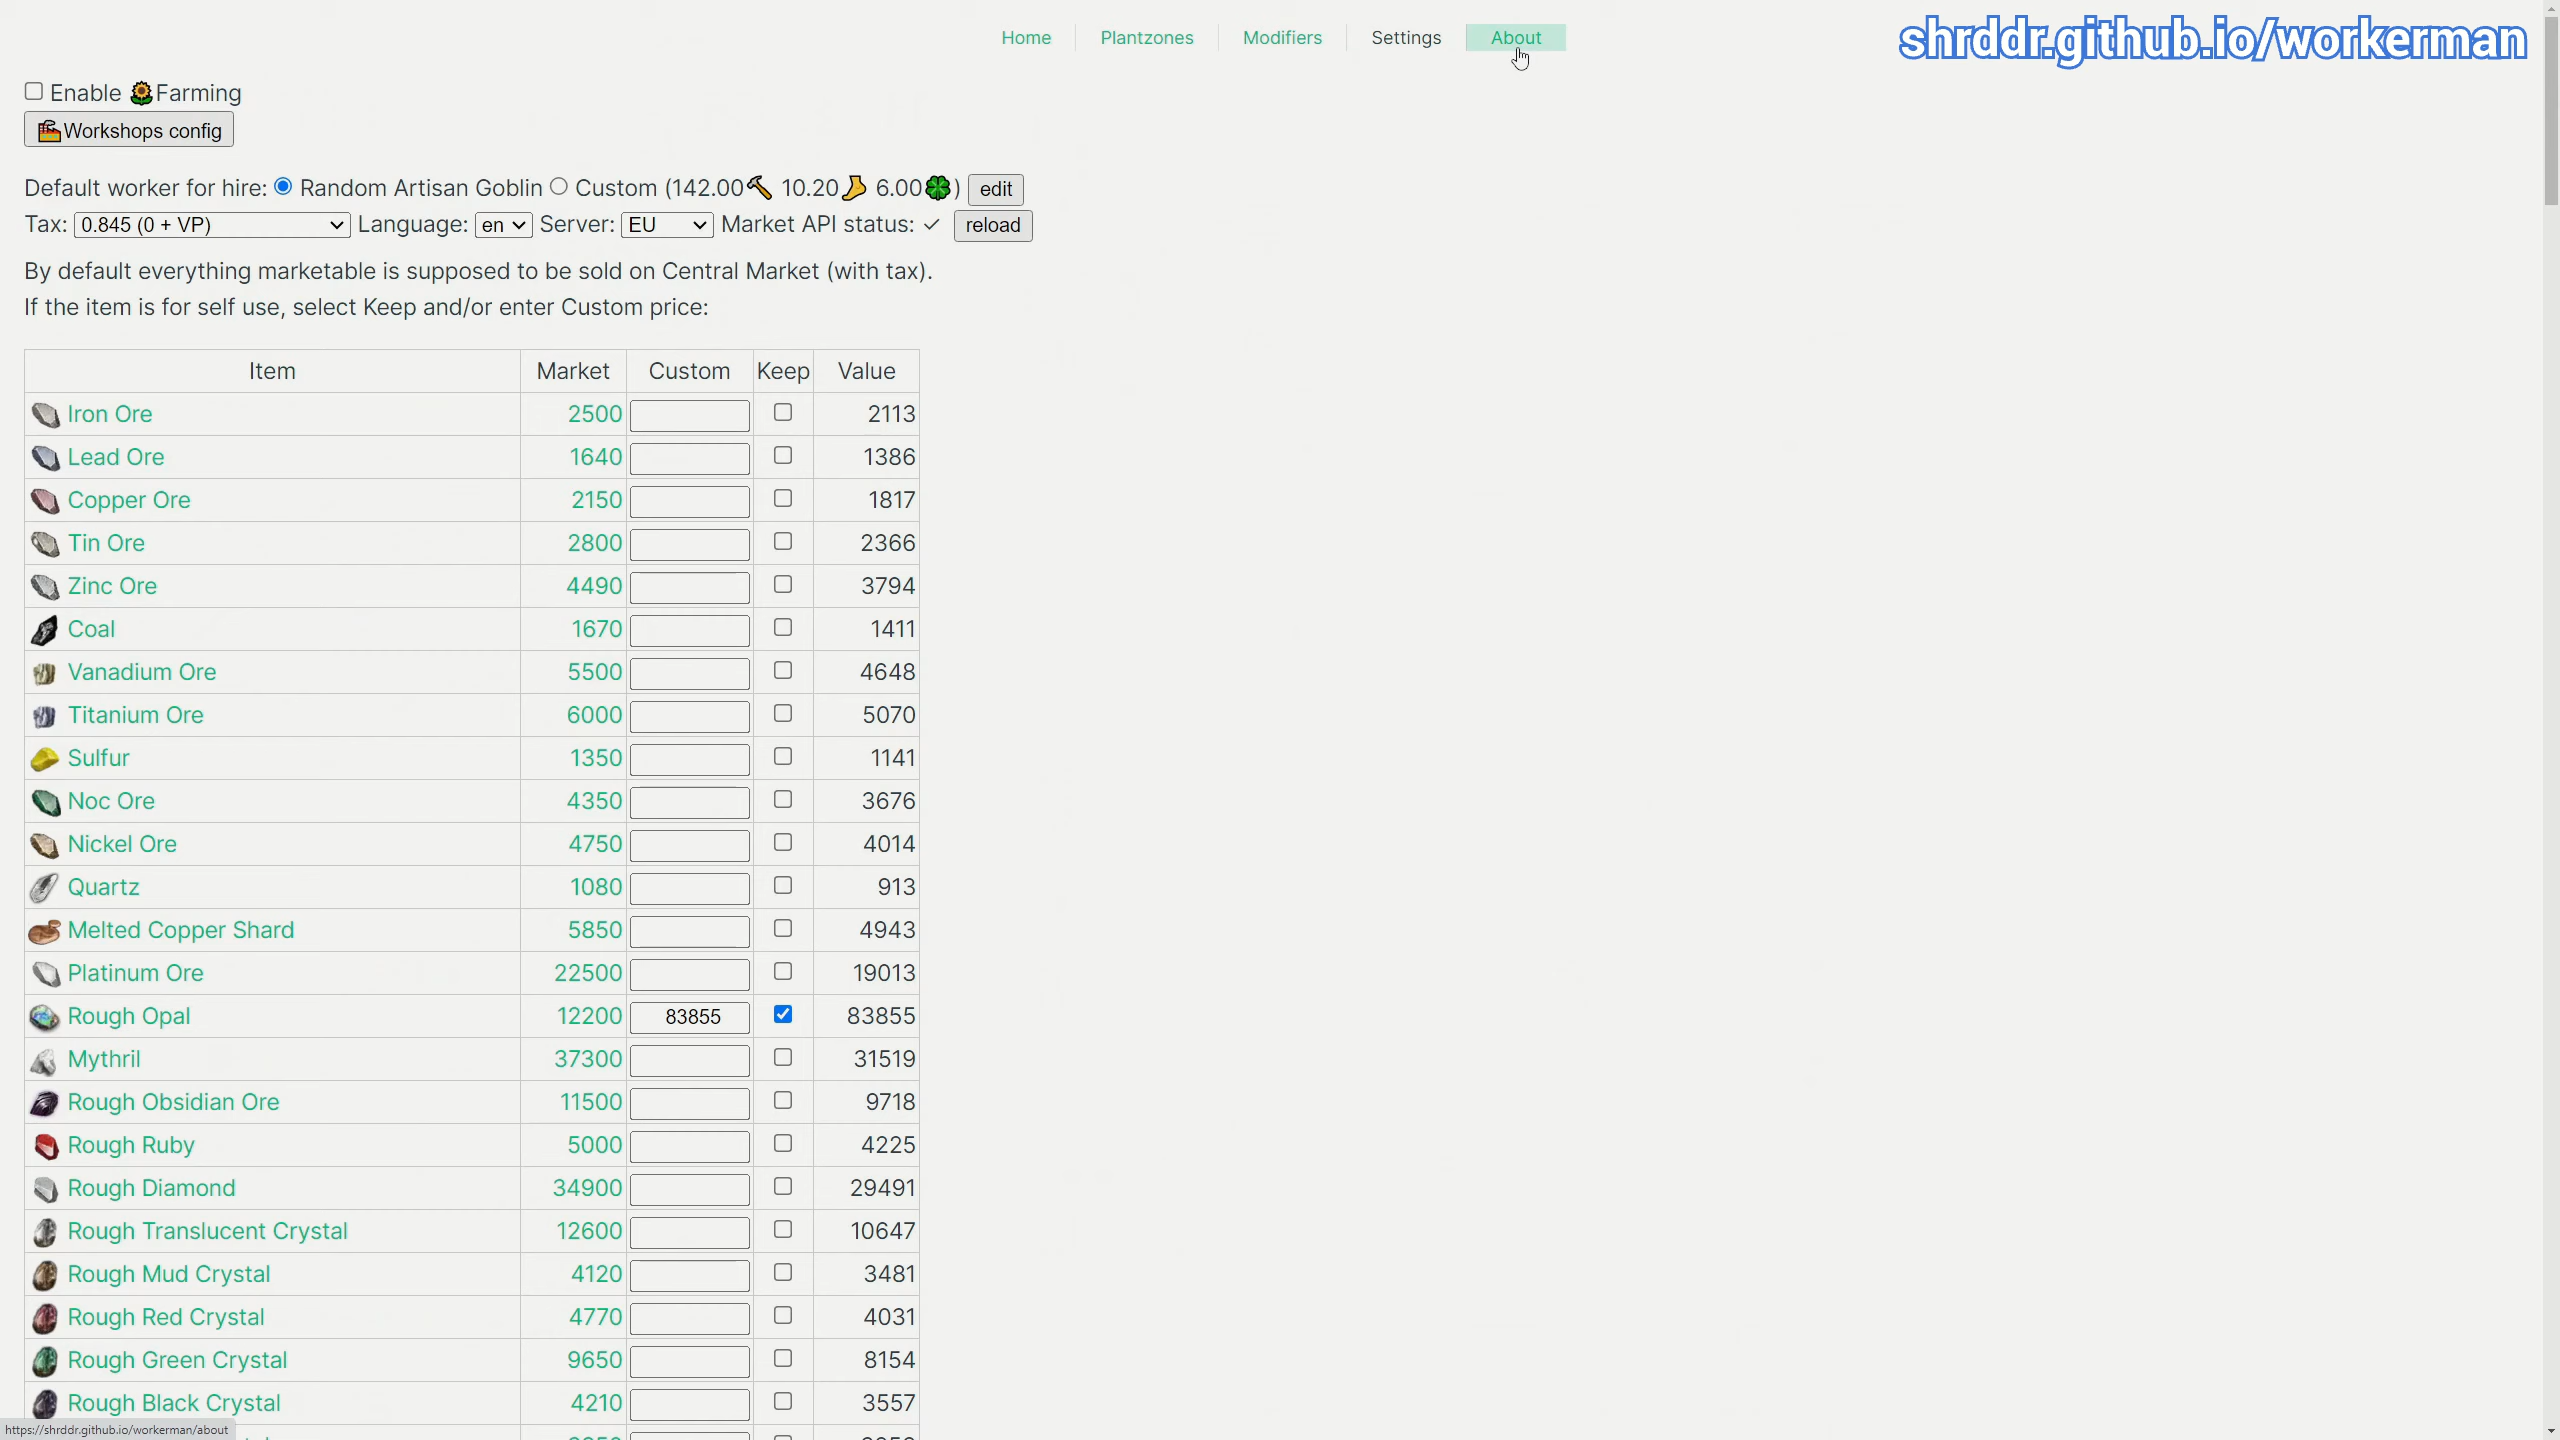 Home Plantzones Modifiers Settings About
shrddr.github.io/workerman
Enable Farming
Workshops config
Default worker for hire: Random Artisan Goblin Custom (142.00 10.20 6.00 ) edit
Tax: 0.845 (0 + VP) Language: en Server: EU Market API status: ✓ reload
By default everything marketable is supposed to be sold on Central Market (with tax).
If the item is for self use, select Keep and/or enter Custom price:
Item Market Custom Keep Value
Iron Ore 2500 2113
Lead Ore 1640 1386
Copper Ore 2150 1817
Tin Ore 2800 2366
Zinc Ore 4490 3794
Coal 1670 1411
Vanadium Ore 5500 4648
Titanium Ore 6000 5070
Sulfur 1350 1141
Noc Ore 4350 3676
Nickel Ore 4750 4014
Quartz 1080 913
Melted Copper Shard 5850 4943
Platinum Ore 22500 19013
Rough Opal 12200 83855 83855
Mythril 37300 31519
Rough Obsidian Ore 11500 9718
Rough Ruby 5000 4225
Rough Diamond 34900 29491
Rough Translucent Crystal 12600 10647
Rough Mud Crystal 4120 3481
Rough Red Crystal 4770 4031
Rough Green Crystal 9650 8154
Rough Black Crystal 4210 3557
https://shrddr.github.io/workerman/about